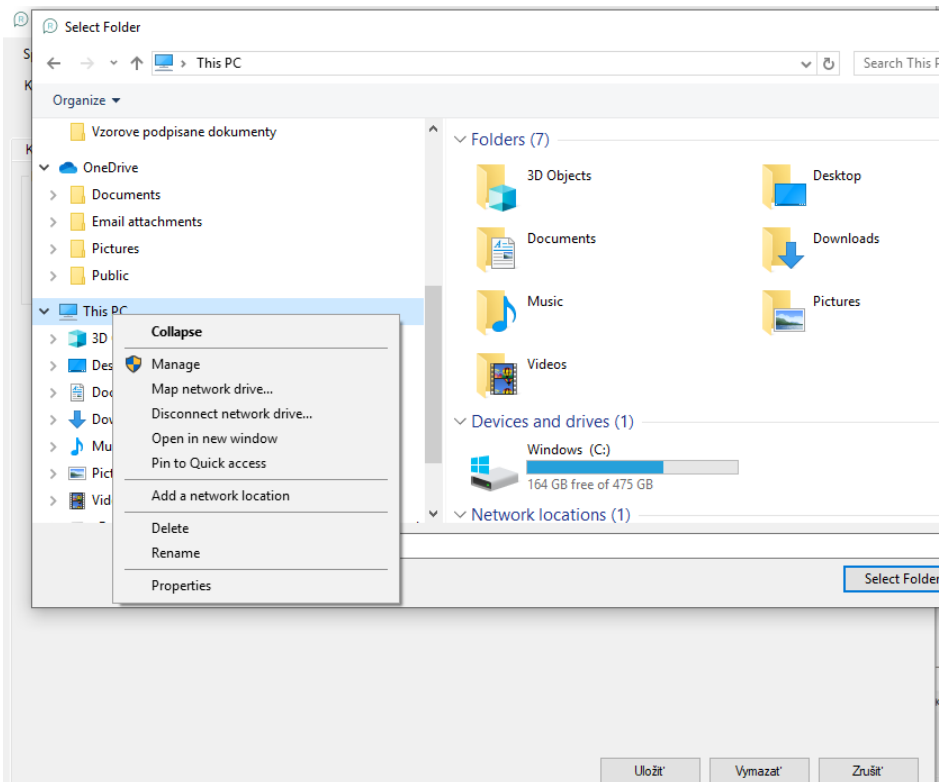 Select Folder
This PC
Search This
Organize
Vzorove podpisane dokumenty
OneDrive
Documents
Email attachments
Pictures
Public
This PC
3D
Collapse
Manage
Map network drive...
Disconnect network drive...
Open in new window
Pin to Quick access
Add a network location
Delete
Rename
Properties
Folders (7)
3D Objects
Desktop
Documents
Downloads
Music
Pictures
Videos
Devices and drives (1)
Windows (C:)
164 GB free of 475 GB
Network locations (1)
Select Folder
Uložiť
Vymazať
Zrušiť